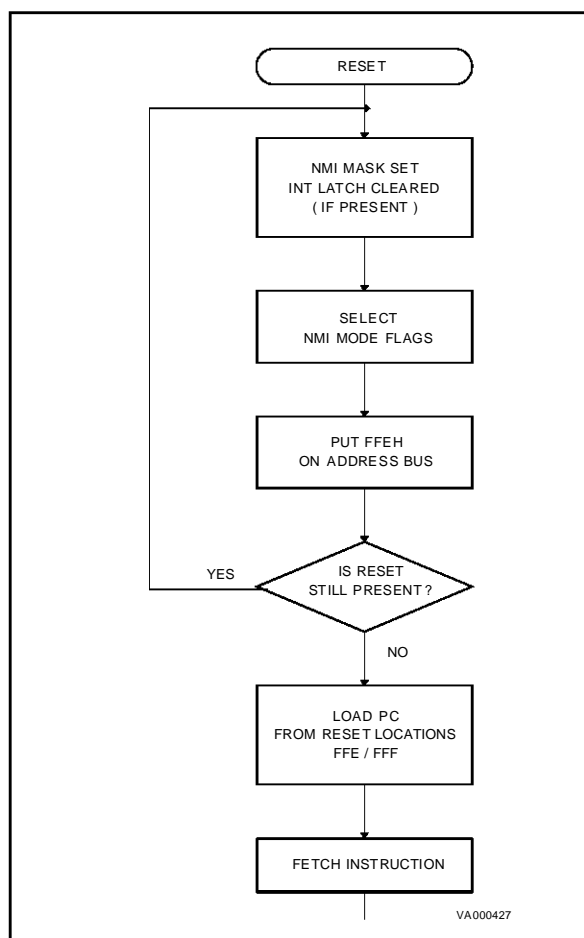 RESET
NMI MASK SET
INT LATCH CLEARED
( IF PRESENT )
SELECT
NMI MODE FLAGS
PUT FFEH
ON ADDRESS BUS
IS RESET
STILL PRESENT ?
YES
NO
LOAD PC
FROM RESET LOCATIONS
FFE / FFF
FETCH INSTRUCTION
VA000427